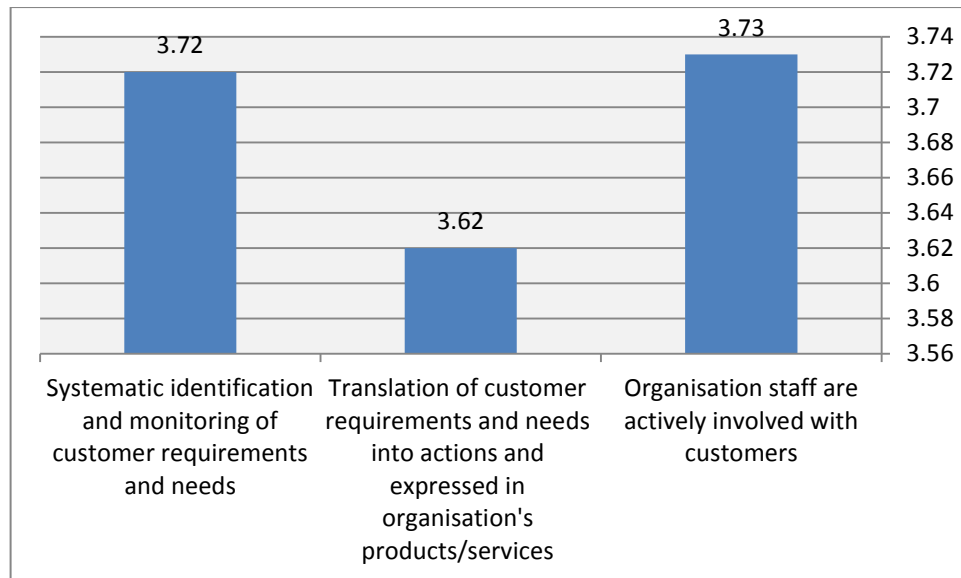 3.72
3.62
3.73
3.74
3.72
3.7
3.68
3.66
3.64
3.62
3.6
3.58
3.56
Systematic identification
and monitoring of
customer requirements
and needs
Translation of customer
requirements and needs
into actions and
expressed in
organisation's
products/services
Organisation staff are
actively involved with
customers